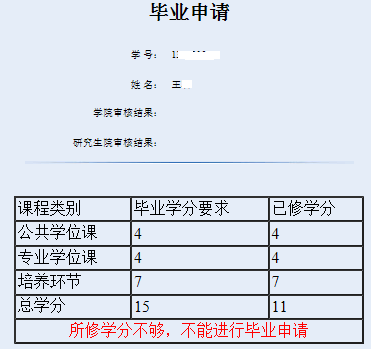 毕业申请
学 号： 1
姓 名： 王
学院审核结果：
研究生院审核结果：
课程类别 毕业学分要求 已修学分
公共学位课 4 4
专业学位课 4 4
培养环节 7 7
总学分 15 11
所修学分不够，不能进行毕业申请